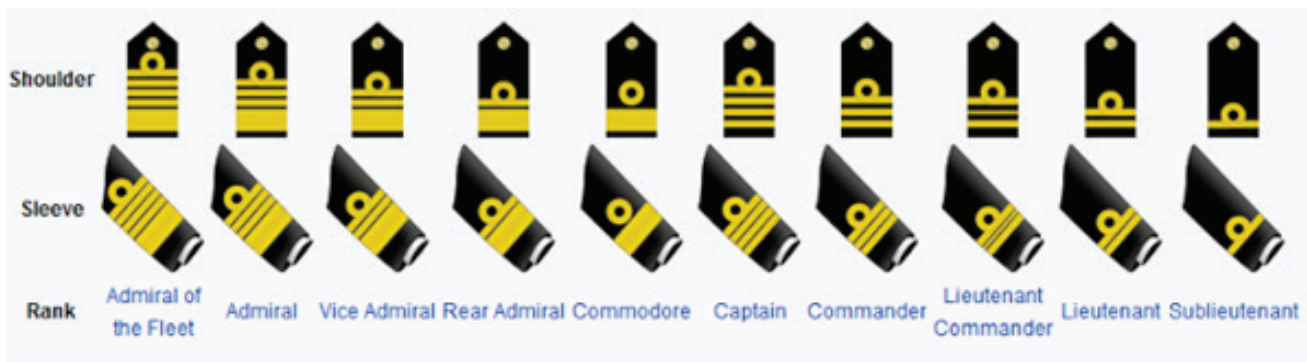 Shoulder
Sleeve
Rank
Admiral of the Fleet
Admiral
Vice Admiral
Rear Admiral
Commodore
Captain
Commander
Lieutenant Commander
Lieutenant
Sublieutenant